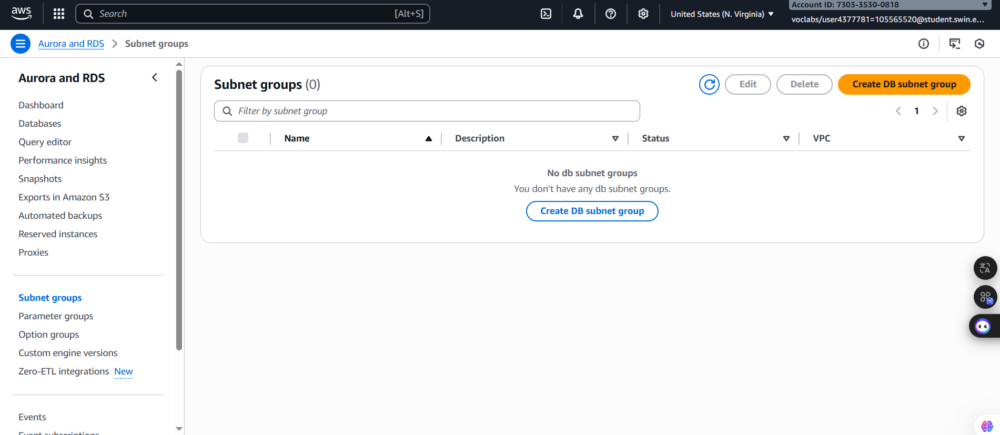 aws
Search [Alt+S]
United States (N. Virginia)
Account ID: 7303-3530-0818
voclabs/user4377781=105565520@student.swin.e...
Aurora and RDS
Subnet groups
Aurora and RDS
Dashboard
Databases
Query editor
Performance insights
Snapshots
Exports in Amazon S3
Automated backups
Reserved instances
Proxies
Subnet groups
Parameter groups
Option groups
Custom engine versions
Zero-ETL integrations New
Events
Event subscriptions
Subnet groups (0)
Edit
Delete
Create DB subnet group
Filter by subnet group
1
Name Description Status VPC
No db subnet groups
You don't have any db subnet groups.
Create DB subnet group